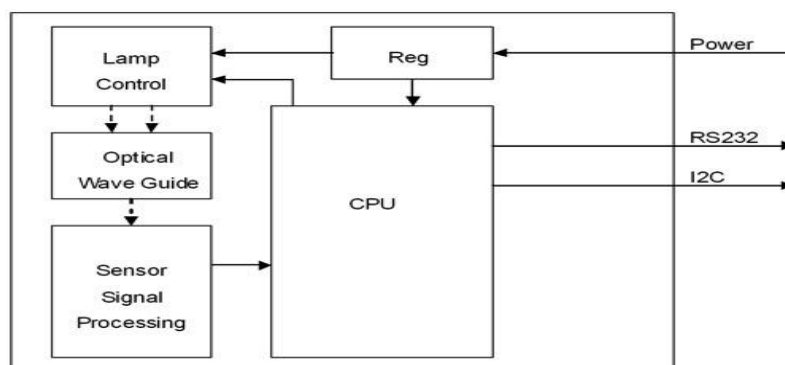 Lamp
Control
Reg
Power
RS232
I2C
Optical
Wave Guide
CPU
Sensor
Signal
Processing